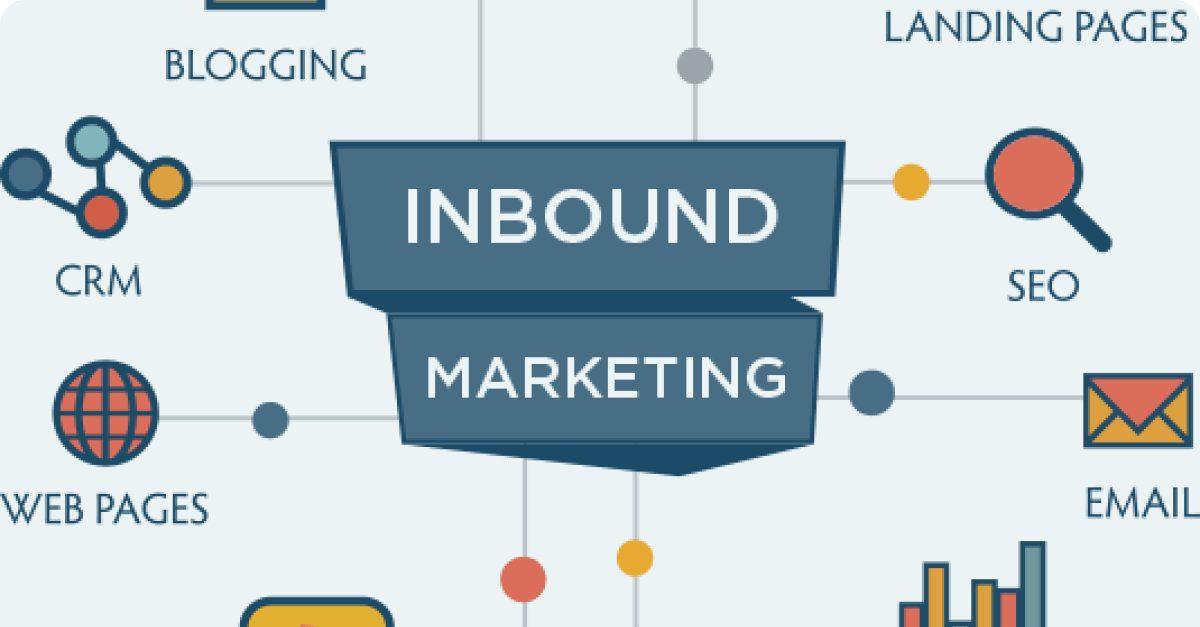 LANDING PAGES
BLOGGING
INBOUND
CRM
SEO
MARKETING
WEB PAGES
EMAIL